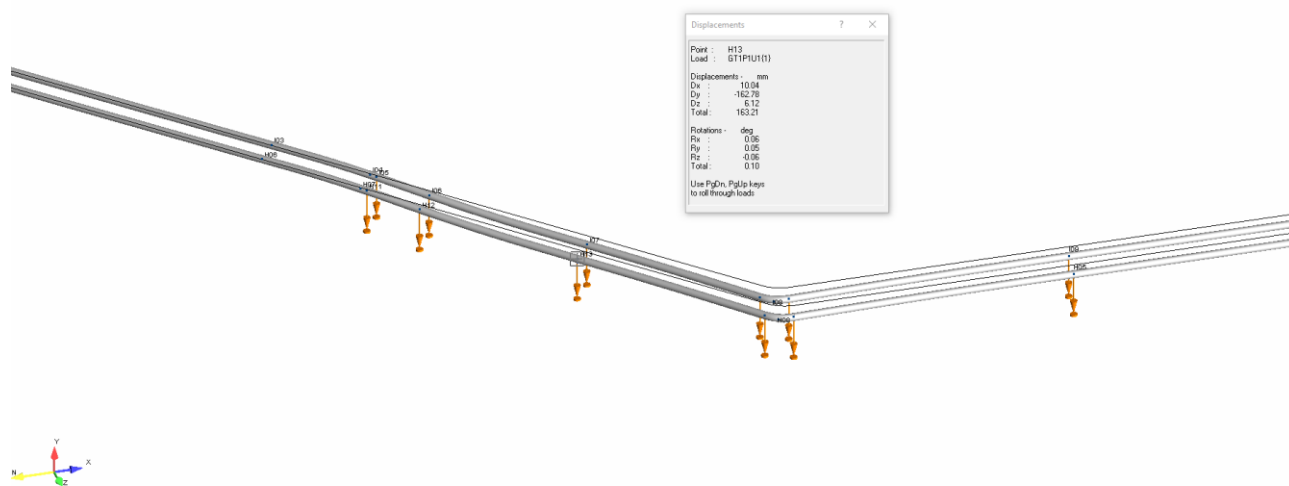 Displacements ? ×
Point : H13
Load : GT1P1U1{1}
Displacements - mm
Dx : 10.04
Dy : -162.78
Dz : 6.12
Total : 163.21
Rotations - deg
Rx : 0.06
Ry : 0.05
Rz : -0.06
Total : 0.10
Use PgDn, PgUp keys
to roll through loads
I03
H06
I05
I06
H12
I07
H13
I08
H05
Y
X
Z
N